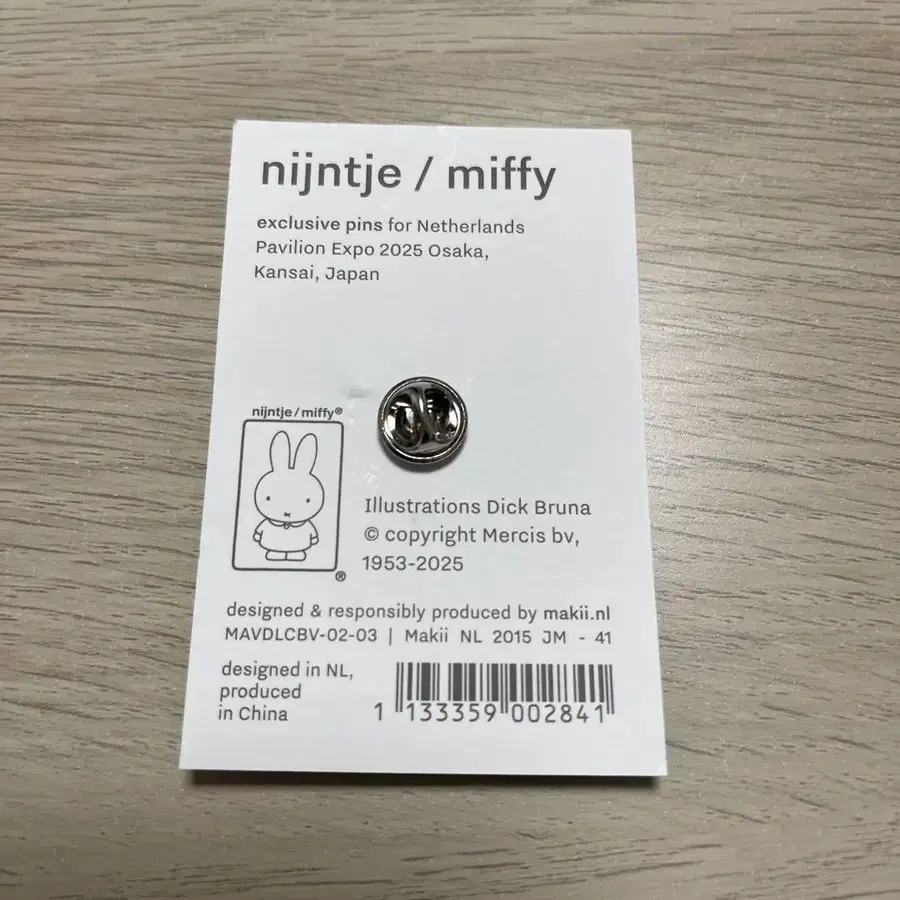 nijntje / miffy
exclusive pins for Netherlands
Pavilion Expo 2025 Osaka,
Kansai, Japan
nijntje / miffy®
®
Illustrations Dick Bruna
© copyright Mercis bv,
1953-2025
designed & responsibly produced by makii.nl
MAVDLCBV-02-03 | Makii NL 2015 JM - 41
designed in NL,
produced
in China
1 133359 002841